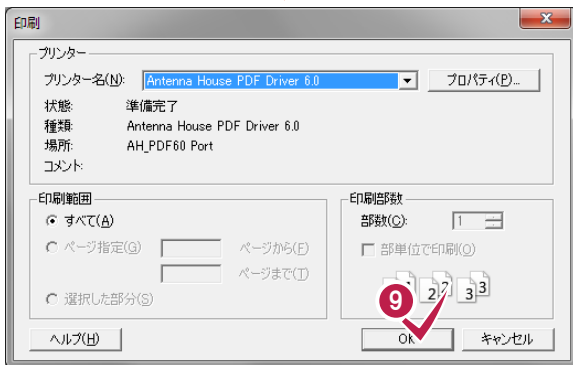 印刷
プリンター
プリンター名(N): Antenna House PDF Driver 6.0 プロパティ(P)...
状態: 準備完了
種類: Antenna House PDF Driver 6.0
場所: AH_PDF60 Port
コメント:
印刷範囲
すべて(A)
ページ指定(G) ページから(F)
ページまで(T)
選択した部分(S)
印刷部数
部数(C): 1
部単位で印刷(O)
1 2 2 3 3
9
ヘルプ(H) OK キャンセル